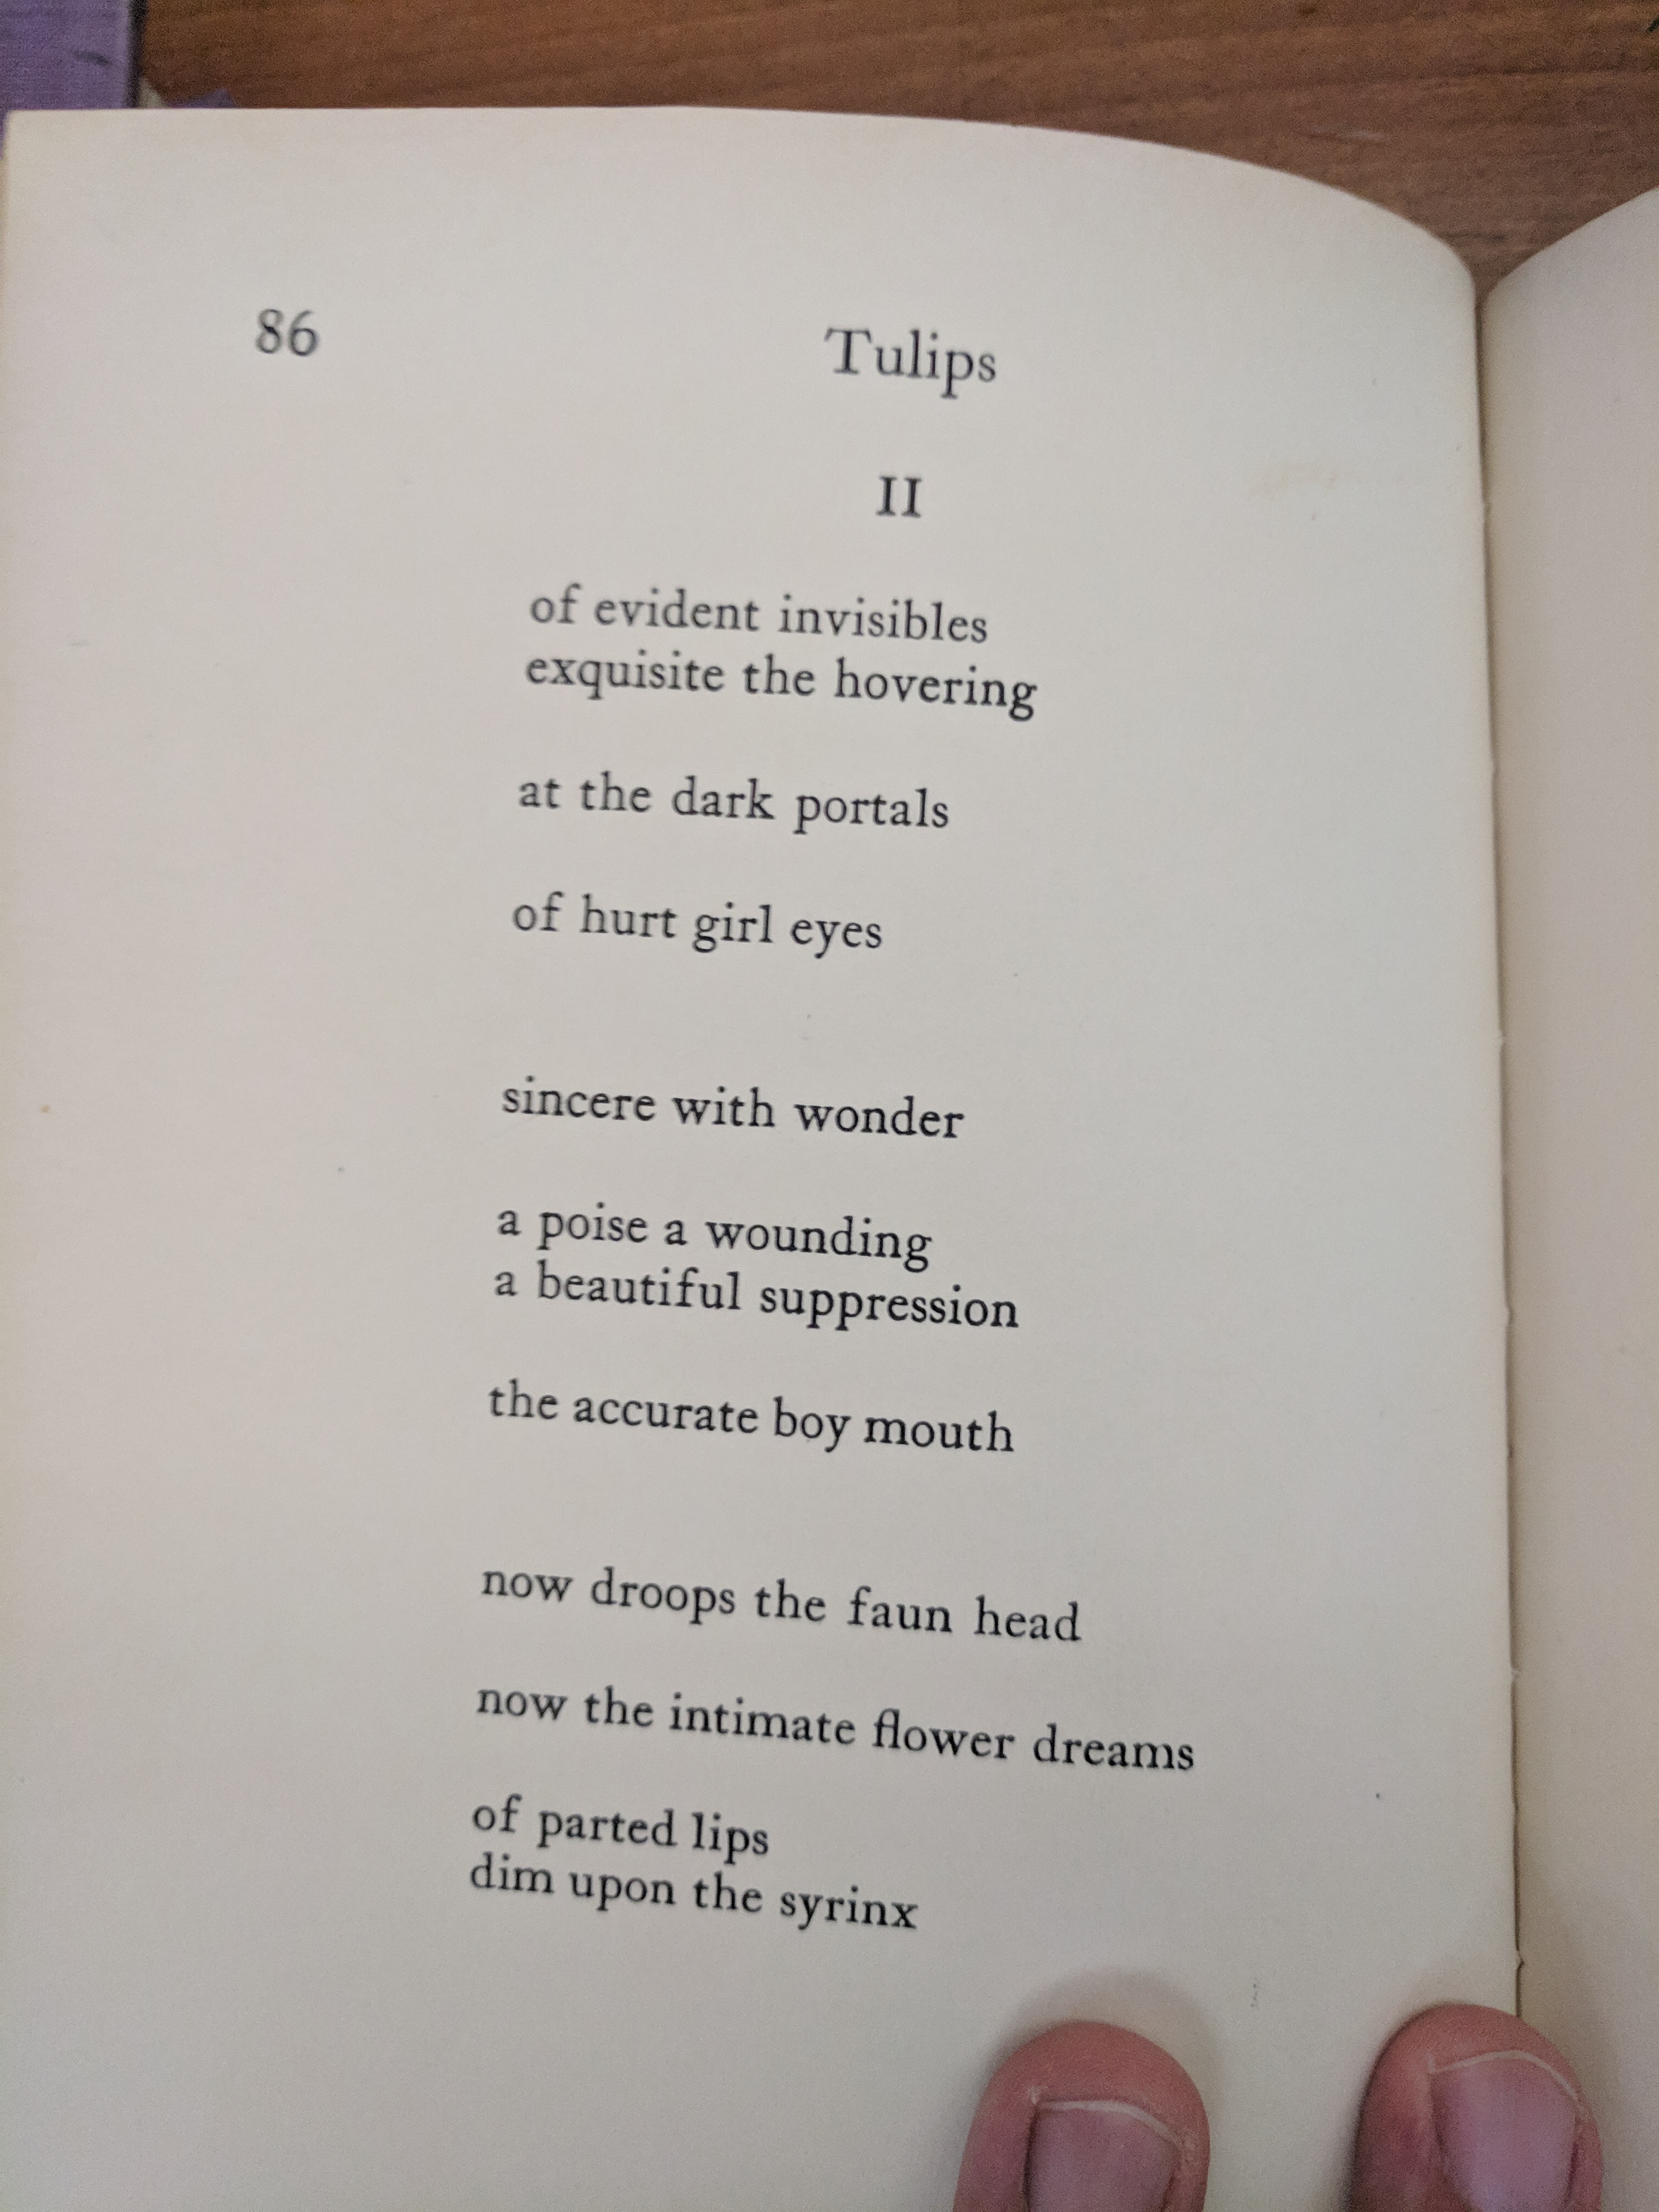 86
Tulips
II
of evident invisibles
exquisite the hovering
at the dark portals
of hurt girl eyes
sincere with wonder
a poise a wounding
a beautiful suppression
the accurate boy mouth
now droops the faun head
now the intimate flower dreams
of parted lips
dim upon the syrinx